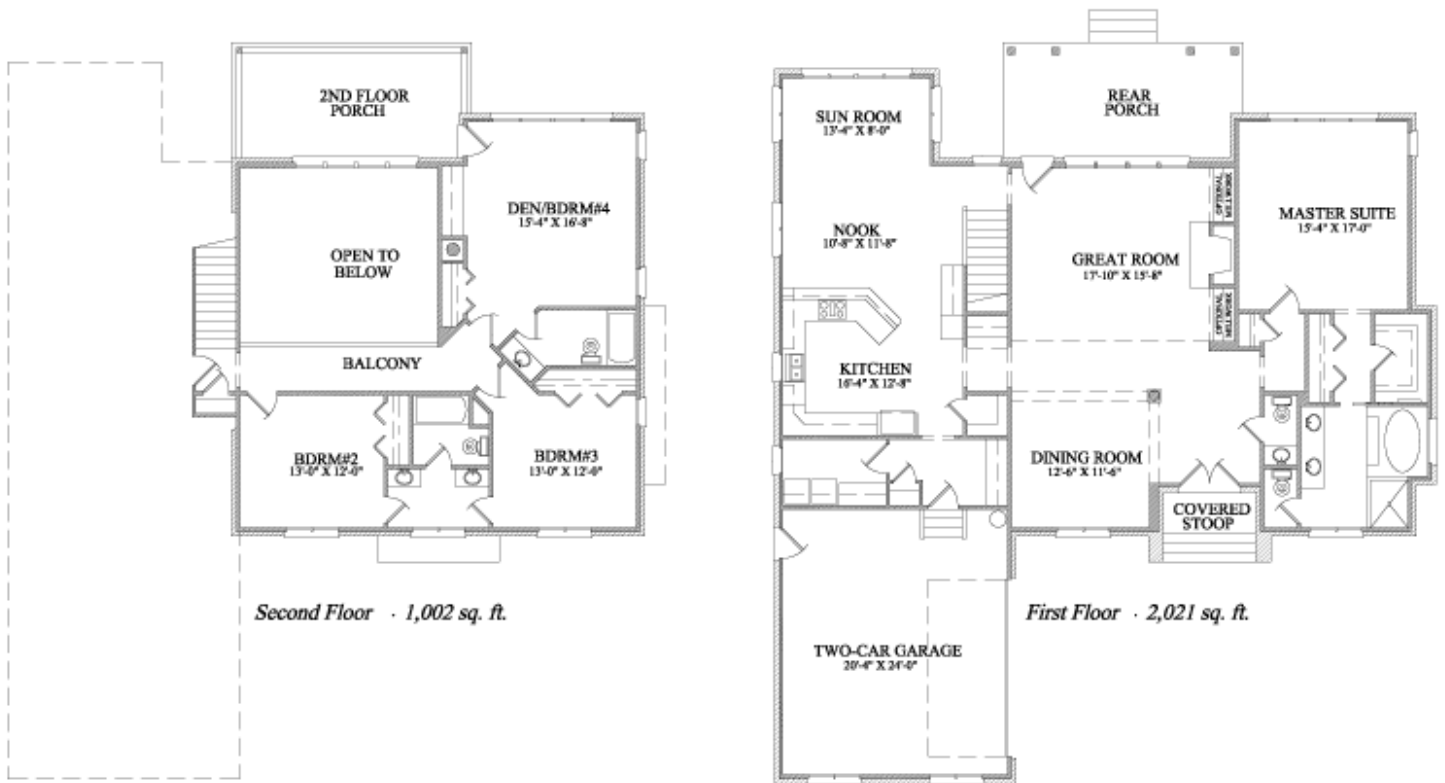 2ND FLOOR
PORCH
DEN/BDRM#4
15'-4" X 16'-8"
OPEN TO
BELOW
BALCONY
BDRM#2
13'-0" X 12'-0"
BDRM#3
13'-0" X 12'-0"
Second Floor · 1,002 sq. ft.
REAR
PORCH
SUN ROOM
13'-4" X 8'-0"
NOOK
10'-8" X 11'-8"
OPTIONAL
MILLWORK
MASTER SUITE
15'-4" X 17'-0"
GREAT ROOM
17'-10" X 15'-8"
OPTIONAL
MILLWORK
KITCHEN
16'-4" X 12'-8"
DINING ROOM
12'-6" X 11'-6"
COVERED
STOOP
First Floor · 2,021 sq. ft.
TWO-CAR GARAGE
20'-4" X 24'-0"